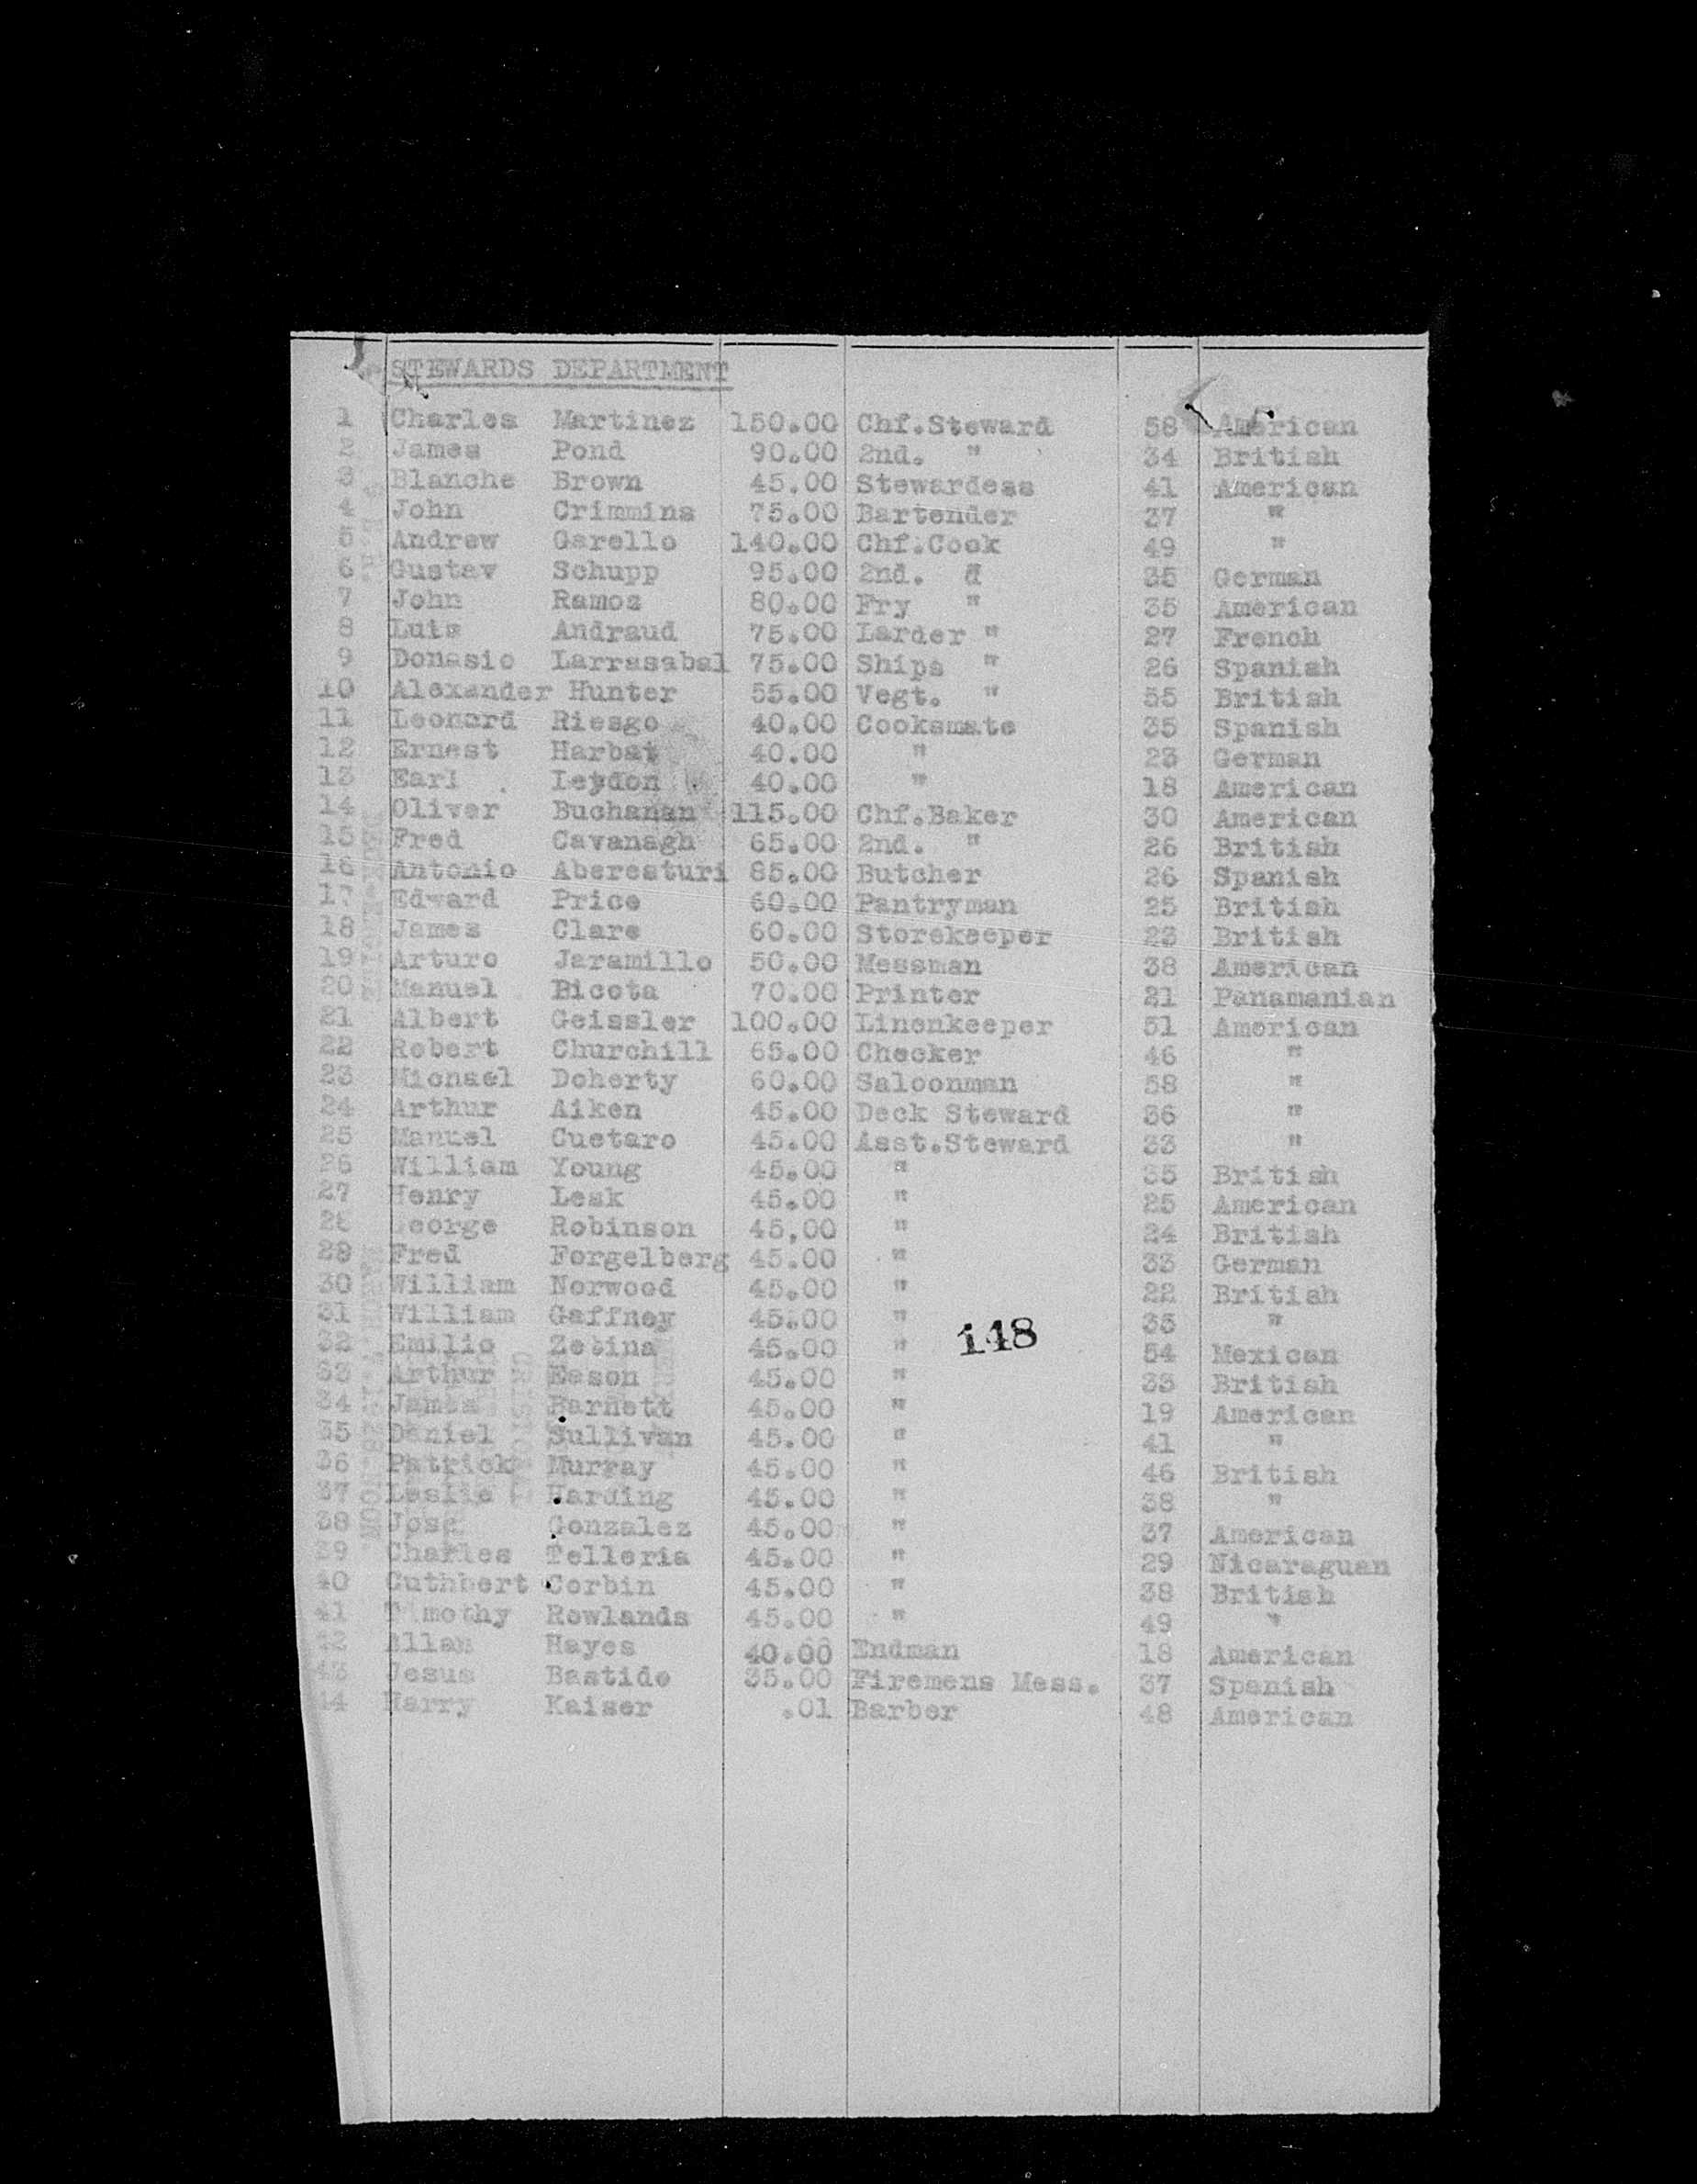 STEWARDS DEPARTMENT
1 Charles Martinez 150.00 Chf.Steward 58 American
2 James Pond 90.00 2nd. " 34 British
3 Blanche Brown 45.00 Stewardess 41 American
4 John Crimmins 75.00 Bartender 37 "
5 Andrew Garello 140.00 Chf.Cook 49 "
6 Gustav Schupp 95.00 2nd. " 35 German
7 John Ramos 80.00 Fry " 35 American
8 Luis Andraud 75.00 Larder " 27 French
9 Donasio Larrasabal 75.00 Ships " 26 Spanish
10 Alexander Hunter 55.00 Vegt. " 55 British
11 Leonard Riesgo 40.00 Cooksmate 35 Spanish
12 Ernest Harbat 40.00 " 23 German
13 Earl Leydon 40.00 " 18 American
14 Oliver Buchanan 115.00 Chf.Baker 30 American
15 Fred Cavanagh 65.00 2nd. " 26 British
16 Antonio Aberesturi 85.00 Butcher 26 Spanish
17 Edward Price 60.00 Pantryman 25 British
18 James Clare 60.00 Storekeeper 23 British
19 Arturo Jaramillo 50.00 Messman 38 American
20 Manuel Bicota 70.00 Printer 21 Panamanian
21 Albert Geissler 100.00 Linenkeeper 51 American
22 Robert Churchill 65.00 Checker 46 "
23 Michael Doherty 60.00 Saloonman 58 "
24 Arthur Aiken 45.00 Deck Steward 36 "
25 Manuel Cuetaro 45.00 Asst.Steward 33 "
26 William Young 45.00 " 35 British
27 Henry Leak 45.00 " 25 American
28 George Robinson 45,00 " 24 British
29 Fred Forgelberg 45.00 " 33 German
30 William Norwood 45.00 " 22 British
31 William Gaffney 45.00 " 35 "
32 Emilio Zebina 45.00 " 54 Mexican
148
33 Arthur Eason 45.00 " 33 British
34 James Barnett 45.00 " 19 American
35 Daniel Sullivan 45.00 " 41 "
36 Patrick Murray 45.00 " 46 British
37 Leslie Harding 45.00 " 38 "
38 Jose Gonzalez 45.00 " 37 American
39 Charles Telleria 45.00 " 29 Nicaraguan
40 Cuthbert Corbin 45.00 " 38 British
41 Timothy Rowlands 45.00 " 49 "
42 Allan Hayes 40.00 Endman 18 American
43 Jesus Bastido 35.00 Firemens Mess. 37 Spanish
44 Harry Kaiser .01 Barber 48 American